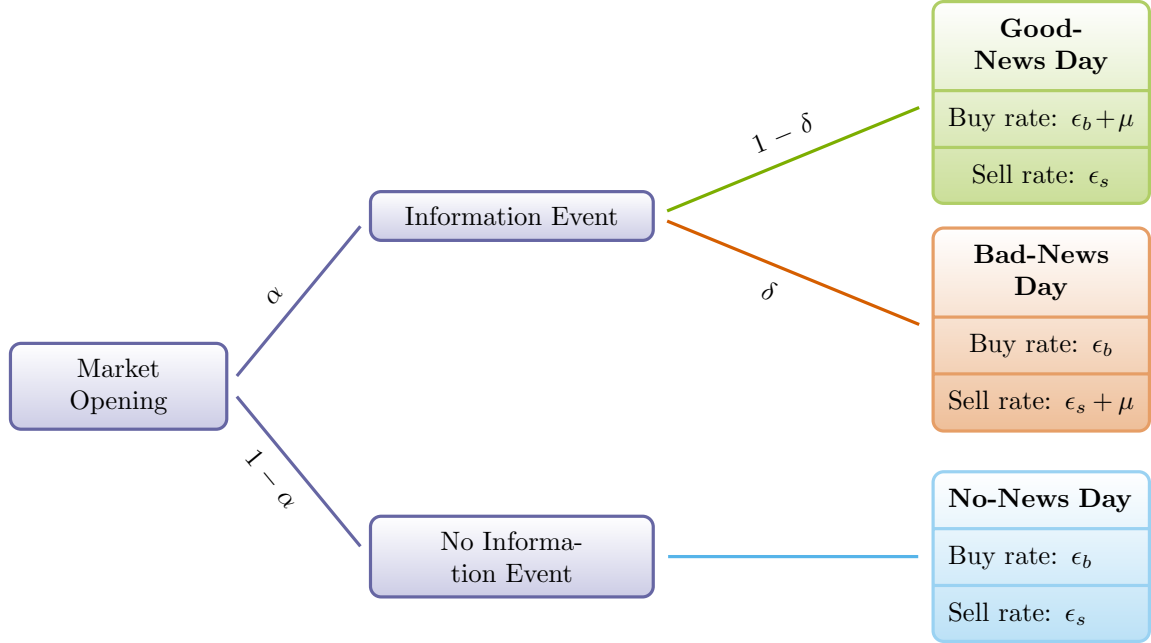 Good-
News Day
Buy rate: ϵ_b + μ
Sell rate: ϵ_s
1 − δ
Information Event
Bad-News
Day
Buy rate: ϵ_b
Sell rate: ϵ_s + μ
δ
α
Market
Opening
1 − α
No Informa-
tion Event
No-News Day
Buy rate: ϵ_b
Sell rate: ϵ_s